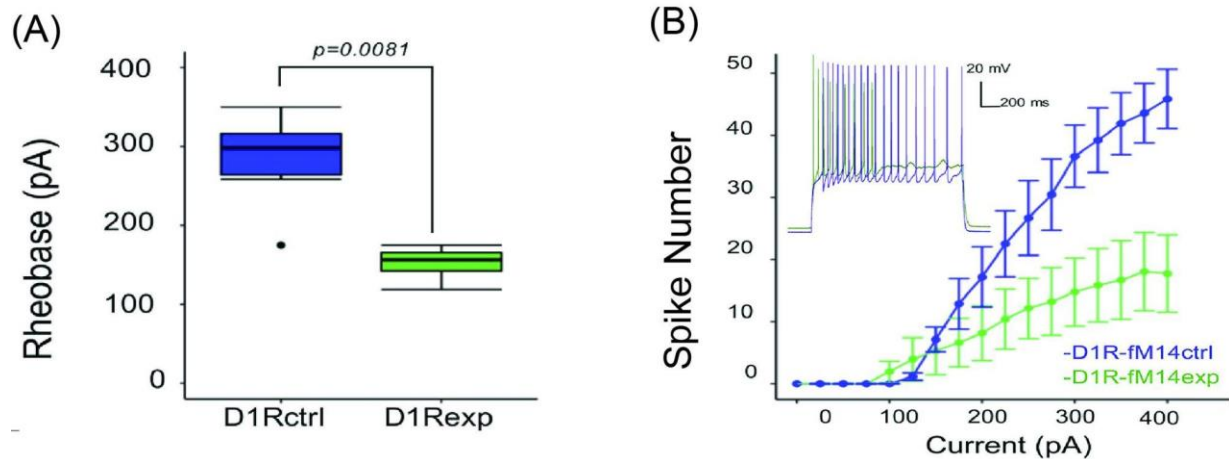 (A)
p=0.0081
400
300
200
100
0
Rheobase (pA)
D1Rctrl D1Rexp
(B)
50
40
30
20
10
0
Spike Number
20 mV
200 ms
-D1R-fM14ctrl
-D1R-fM14exp
0 100 200 300 400
Current (pA)